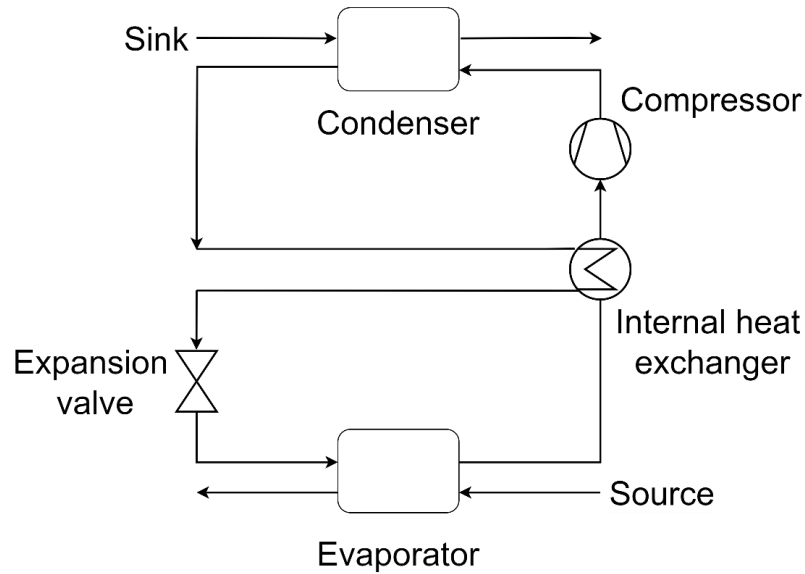 Sink
Condenser
Compressor
Internal heat
exchanger
Expansion
valve
Source
Evaporator